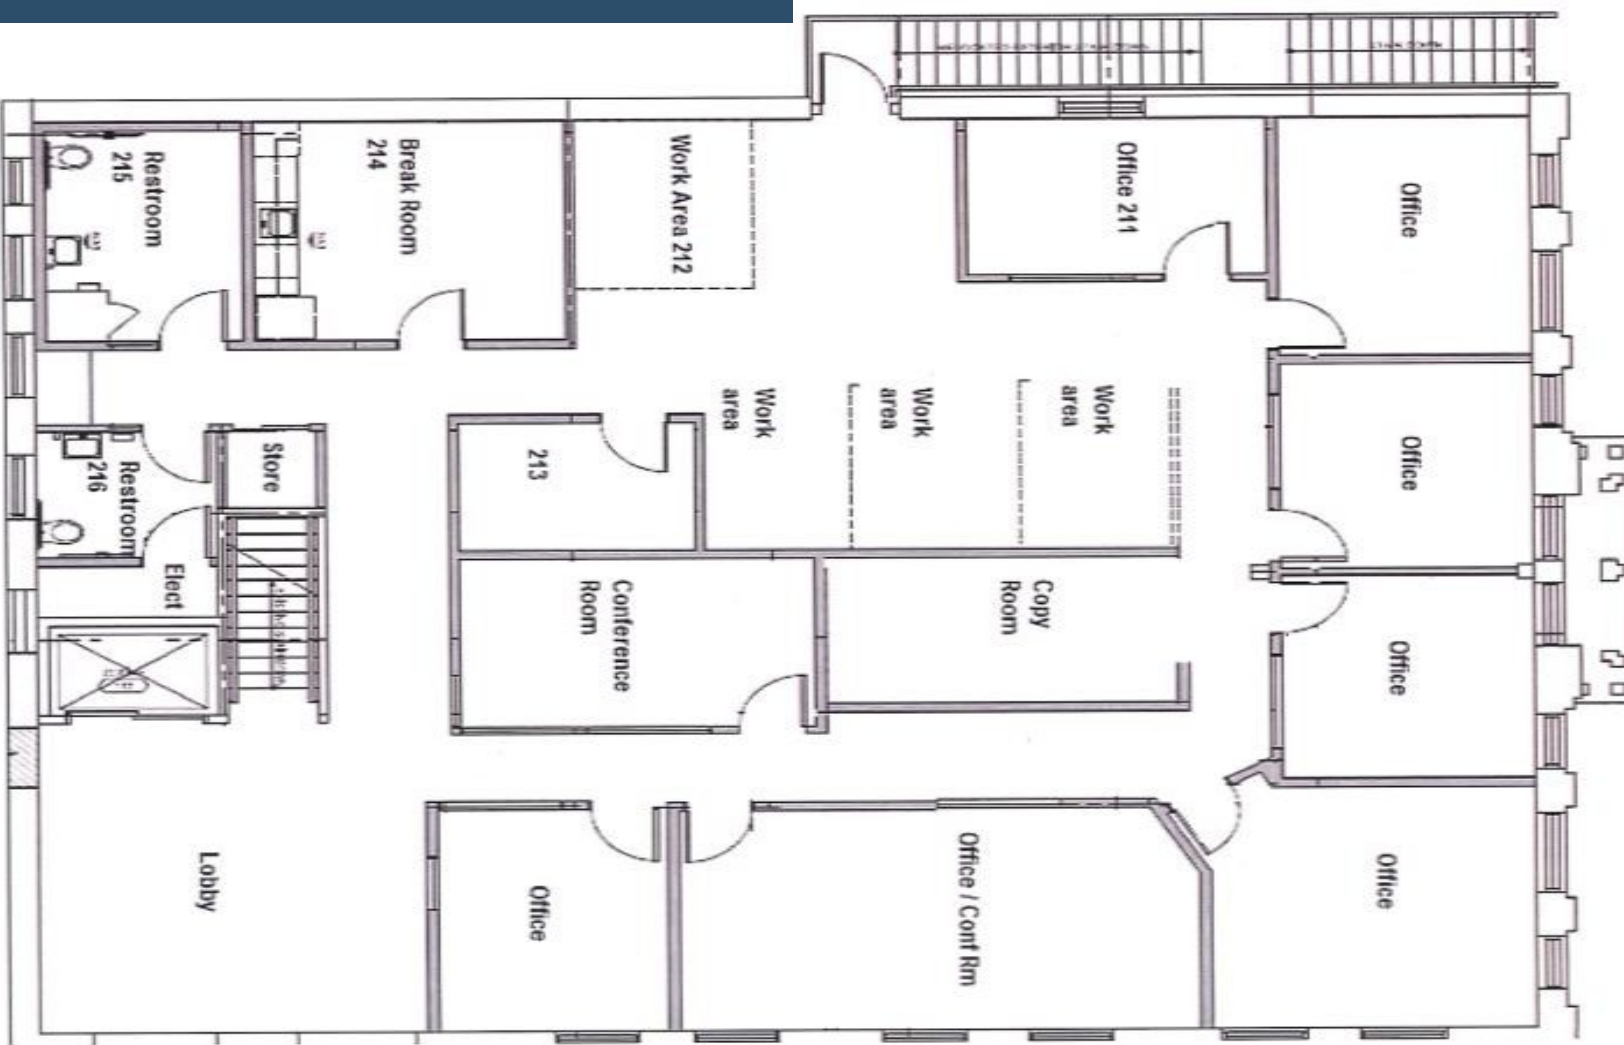 Restroom
215
Break Room
214
Work Area 212
Office 211
Office
Work
area
Work
area
Work
area
Office
Restroom
216
Store
213
Elect
Conference
Room
Copy
Room
Office
Lobby
Office
Office / Conf Rm
Office